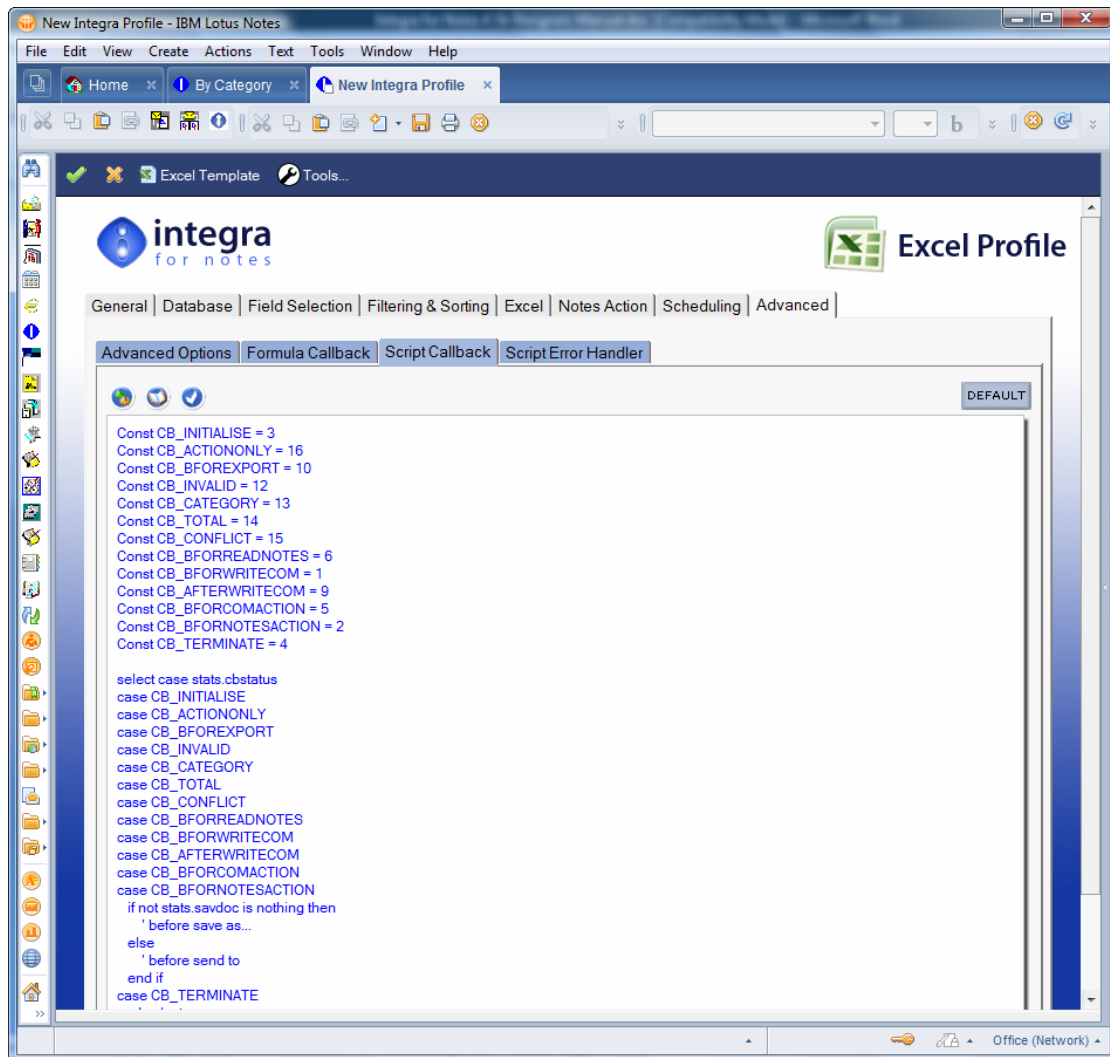 New Integra Profile - IBM Lotus Notes
File Edit View Create Actions Text Tools Window Help
Home By Category New Integra Profile
b
Excel Template Tools...
integra
for notes
Excel Profile
General Database Field Selection Filtering & Sorting Excel Notes Action Scheduling Advanced
Advanced Options Formula Callback Script Callback Script Error Handler
DEFAULT
Const CB_INITIALISE = 3
Const CB_ACTIONONLY = 16
Const CB_BFOREXPORT = 10
Const CB_INVALID = 12
Const CB_CATEGORY = 13
Const CB_TOTAL = 14
Const CB_CONFLICT = 15
Const CB_BFORREADNOTES = 6
Const CB_BFORWRITECOM = 1
Const CB_AFTERWRITECOM = 9
Const CB_BFORCOMACTION = 5
Const CB_BFORNOTESACTION = 2
Const CB_TERMINATE = 4
select case stats.cbstatus
case CB_INITIALISE
case CB_ACTIONONLY
case CB_BFOREXPORT
case CB_INVALID
case CB_CATEGORY
case CB_TOTAL
case CB_CONFLICT
case CB_BFORREADNOTES
case CB_BFORWRITECOM
case CB_AFTERWRITECOM
case CB_BFORCOMACTION
case CB_BFORNOTESACTION
if not stats.savdoc is nothing then
' before save as...
else
' before send to
end if
case CB_TERMINATE
Office (Network)